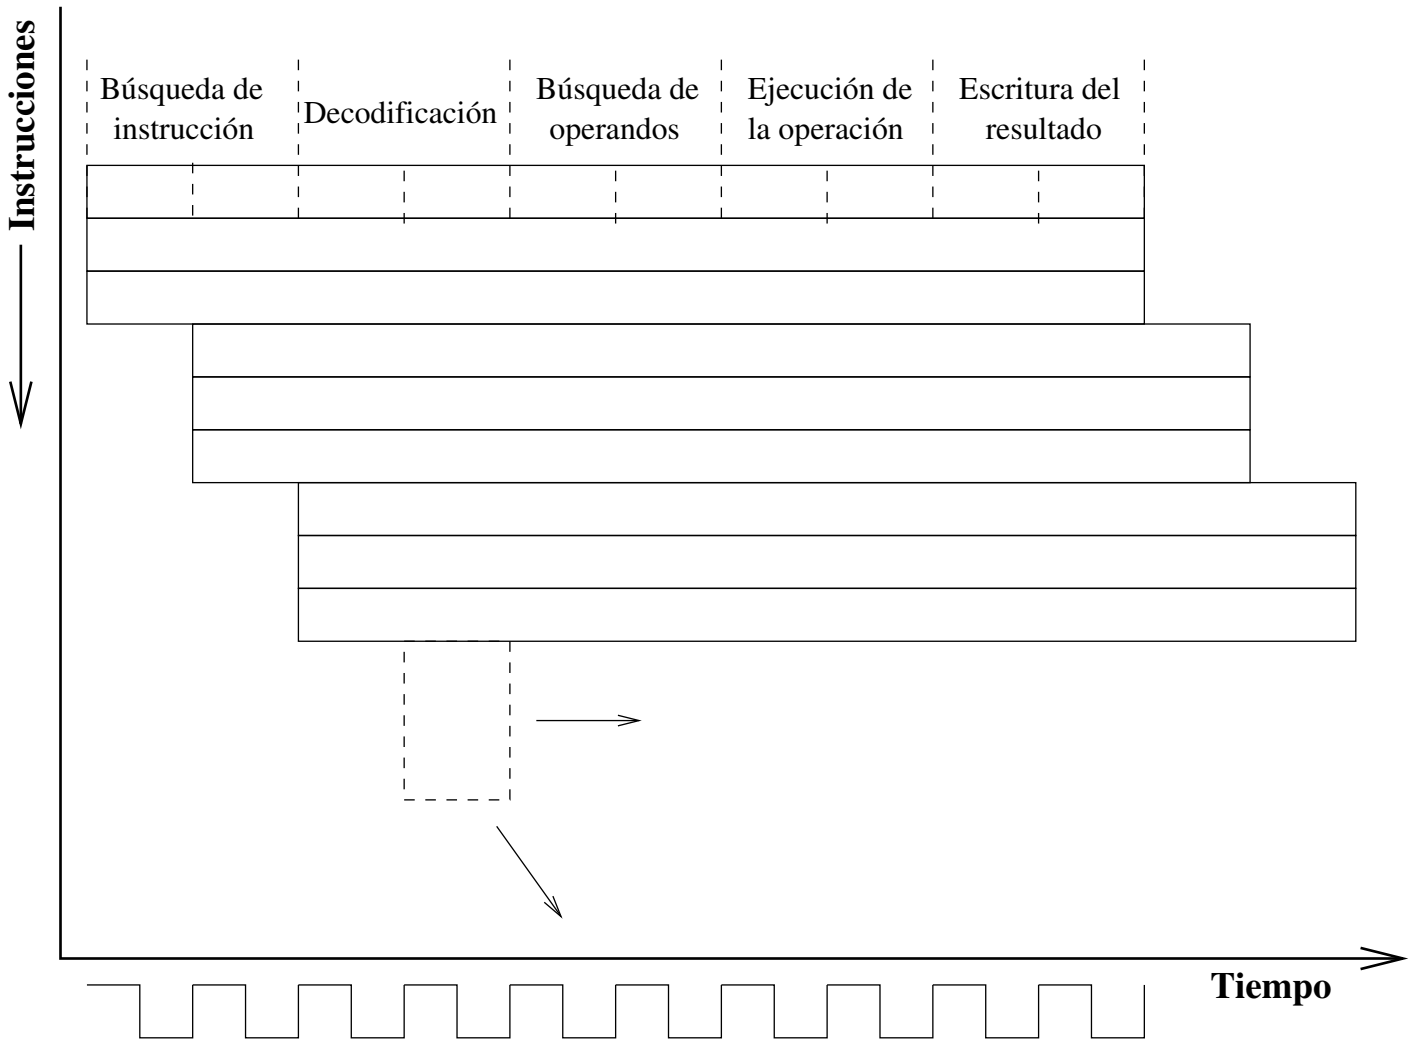 Instrucciones
Búsqueda de
instrucción
Decodificación
Búsqueda de
operandos
Ejecución de
la operación
Escritura del
resultado
Tiempo